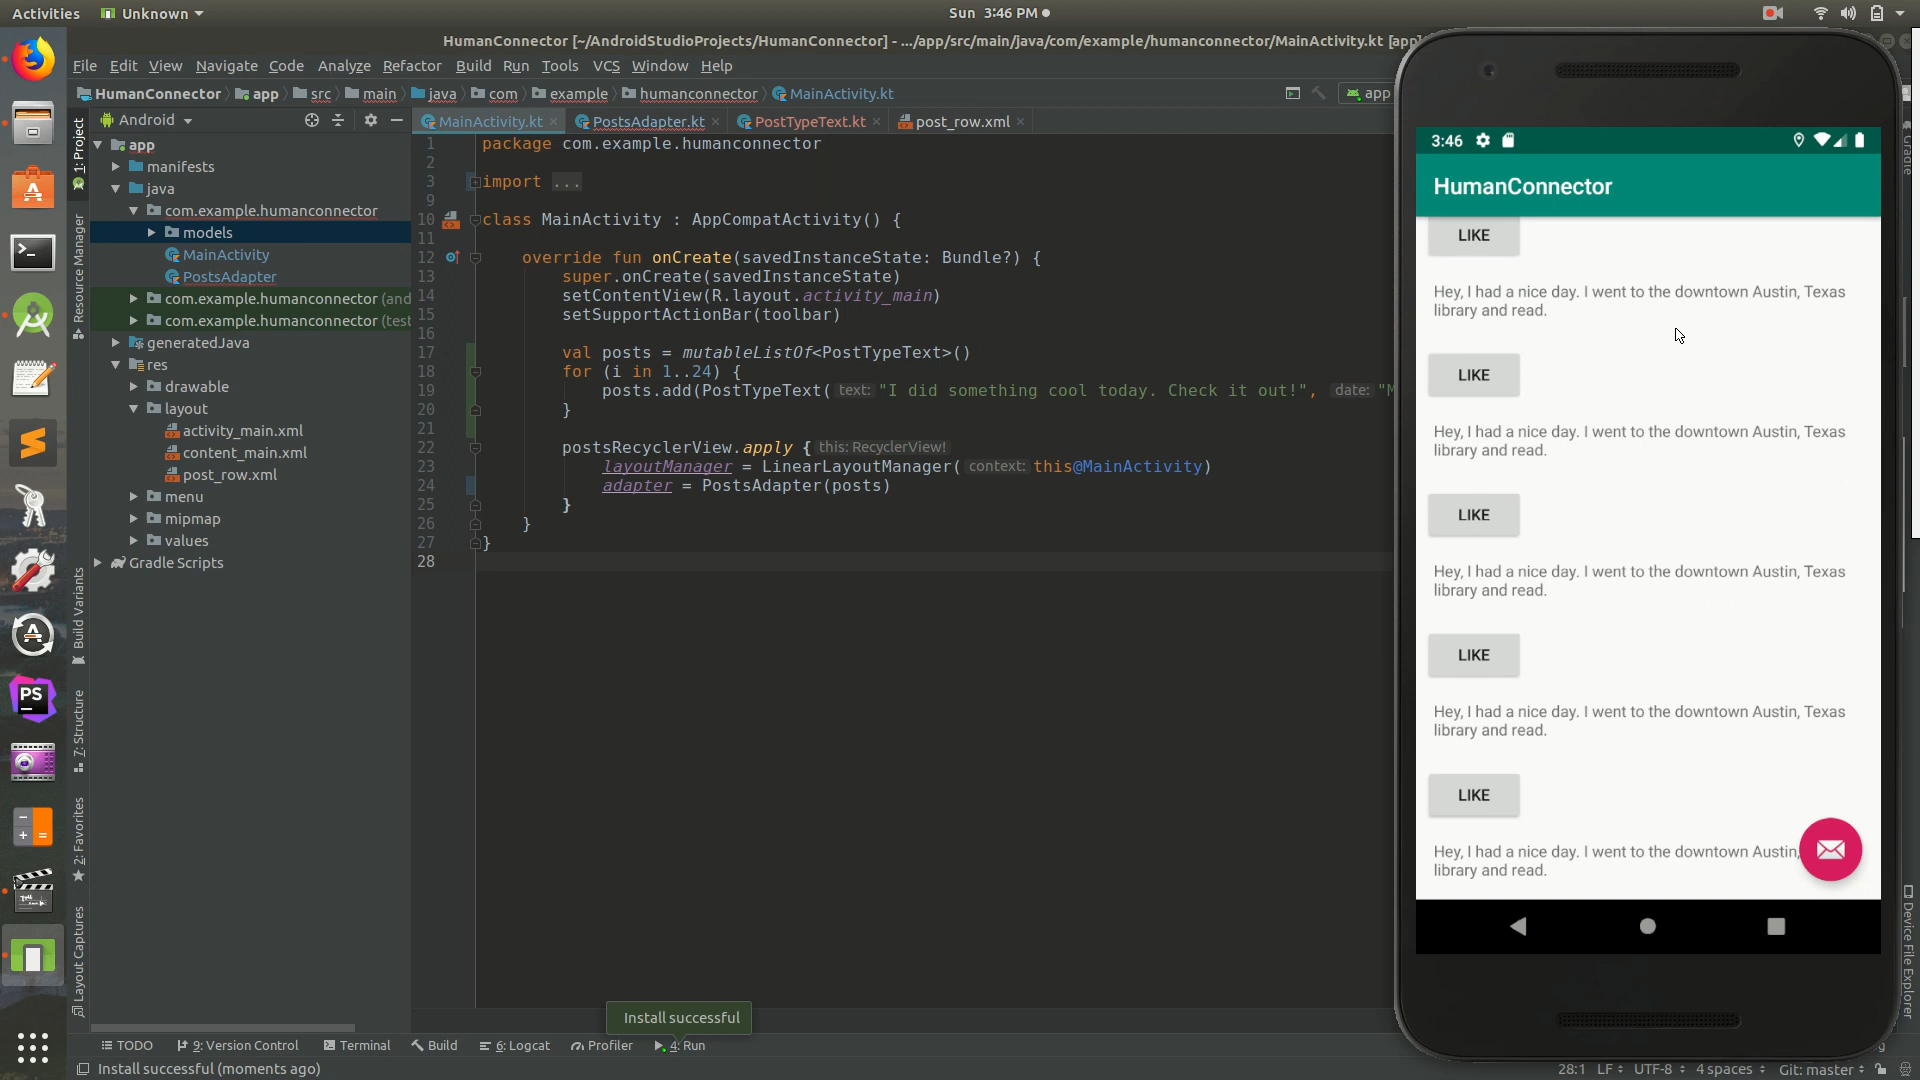 Activities
Unknown
Sun 3:46 PM
HumanConnector [~/AndroidStudioProjects/HumanConnector] - .../app/src/main/java/com/example/humanconnector/MainActivity.kt [app]
File Edit View Navigate Code Analyze Refactor Build Run Tools VCS Window Help
HumanConnector app src main java com example humanconnector MainActivity.kt
app
Android
MainActivity.kt
PostsAdapter.kt
PostTypeText.kt
post_row.xml
1: Project
Resource Manager
Build Variants
7: Structure
2: Favorites
Layout Captures
app
manifests
java
com.example.humanconnector
models
MainActivity
PostsAdapter
com.example.humanconnector (and
com.example.humanconnector (test
generatedJava
res
drawable
layout
activity_main.xml
content_main.xml
post_row.xml
menu
mipmap
values
Gradle Scripts
1 package com.example.humanconnector
2
3 import ...
9
10 class MainActivity : AppCompatActivity() {
11
12 override fun onCreate(savedInstanceState: Bundle?) {
13 super.onCreate(savedInstanceState)
14 setContentView(R.layout.activity_main)
15 setSupportActionBar(toolbar)
16
17 val posts = mutableListOf<PostTypeText>()
18 for (i in 1..24) {
19 posts.add(PostTypeText( text: "I did something cool today. Check it out!", date: "M
20 }
21
22 postsRecyclerView.apply { this: RecyclerView!
23 layoutManager = LinearLayoutManager( context: this@MainActivity)
24 adapter = PostsAdapter(posts)
25 }
26 }
27 }
28
3:46
HumanConnector
LIKE
Hey, I had a nice day. I went to the downtown Austin, Texas
library and read.
LIKE
Hey, I had a nice day. I went to the downtown Austin, Texas
library and read.
LIKE
Hey, I had a nice day. I went to the downtown Austin, Texas
library and read.
LIKE
Hey, I had a nice day. I went to the downtown Austin, Texas
library and read.
LIKE
Hey, I had a nice day. I went to the downtown Austin,
library and read.
Gradle
Device File Explorer
PS
Install successful
TODO
9: Version Control
Terminal
Build
6: Logcat
Profiler
4: Run
Install successful (moments ago)
28:1 LF UTF-8 4 spaces Git: master